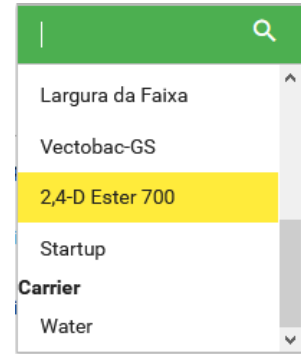 Largura da Faixa
Vectobac-GS
2,4-D Ester 700
Startup
Carrier
Water